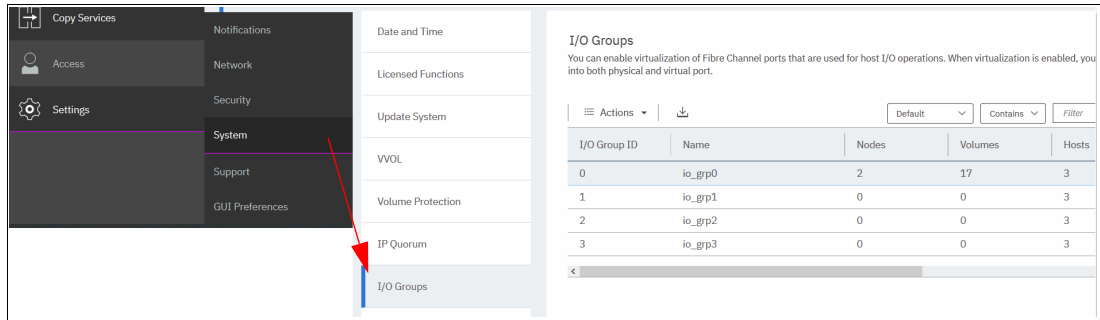 Copy Services
Access
Settings
Notifications
Network
Security
System
Support
GUI Preferences
Date and Time
Licensed Functions
Update System
VVOL
Volume Protection
IP Quorum
I/O Groups
I/O Groups
You can enable virtualization of Fibre Channel ports that are used for host I/O operations. When virtualization is enabled, you
into both physical and virtual port.
Actions
Default Contains Filter
I/O Group ID Name Nodes Volumes Hosts
0 io_grp0 2 17 3
1 io_grp1 0 0 3
2 io_grp2 0 0 3
3 io_grp3 0 0 3